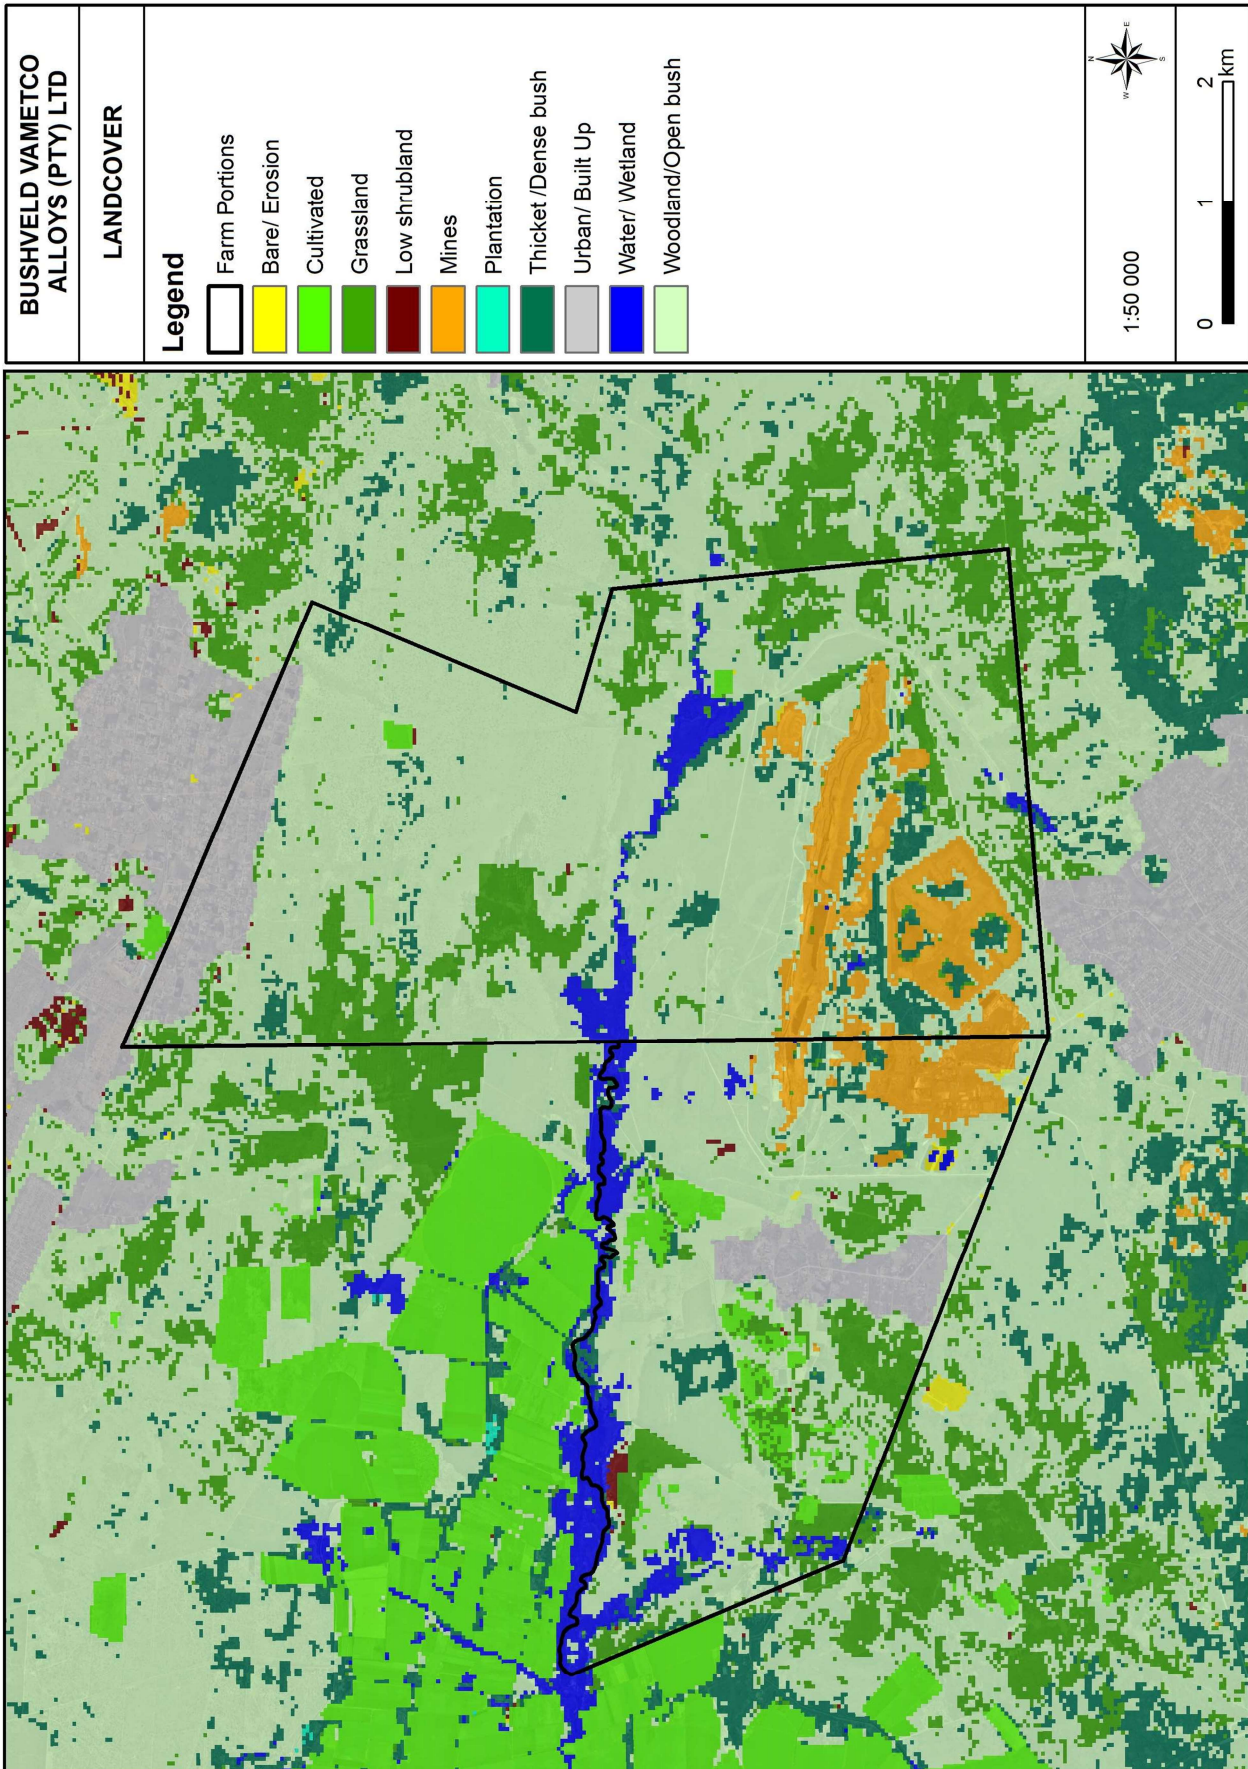 BUSHVELD VAMETCO
ALLOYS (PTY) LTD
LANDCOVER
Legend
Farm Portions
Bare/ Erosion
Cultivated
Grassland
Low shrubland
Mines
Plantation
Thicket /Dense bush
Urban/ Built Up
Water/ Wetland
Woodland/Open bush
N
W E
S
1:50 000
0 1 2
km